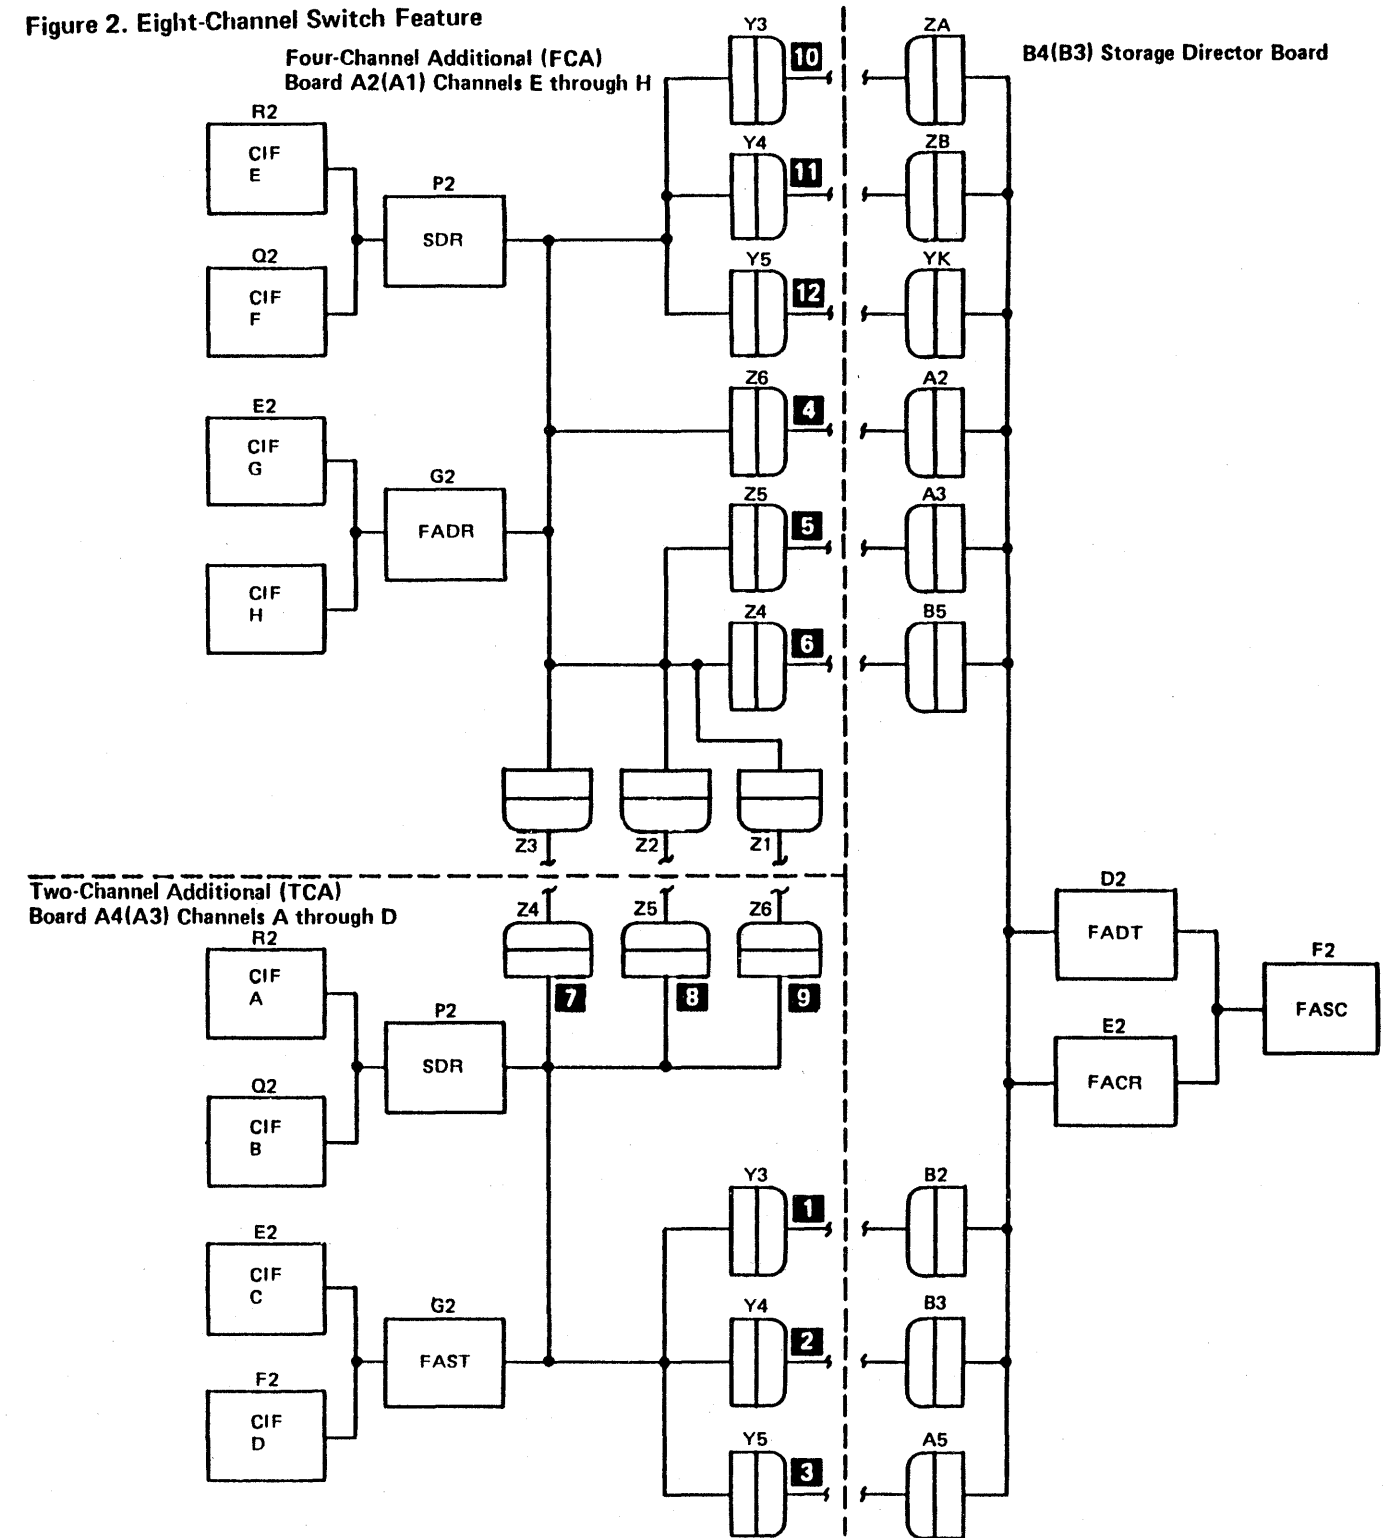 Figure 2. Eight-Channel Switch Feature
Four-Channel Additional (FCA)
Board A2(A1) Channels E through H
B4(B3) Storage Director Board
Y3
10
ZA
R2
CIF
E
Y4
11
ZB
P2
SDR
Q2
CIF
F
Y5
12
YK
Z6
4
A2
E2
CIF
G
G2
FADR
Z5
5
A3
CIF
H
Z4
6
B5
Z3
Z2
Z1
Two-Channel Additional (TCA)
Board A4(A3) Channels A through D
Z4
Z5
Z6
7
8
9
R2
CIF
A
P2
SDR
Q2
CIF
B
D2
FADT
F2
FASC
E2
FACR
Y3
1
B2
E2
CIF
C
G2
FAST
Y4
2
B3
F2
CIF
D
Y5
3
A5